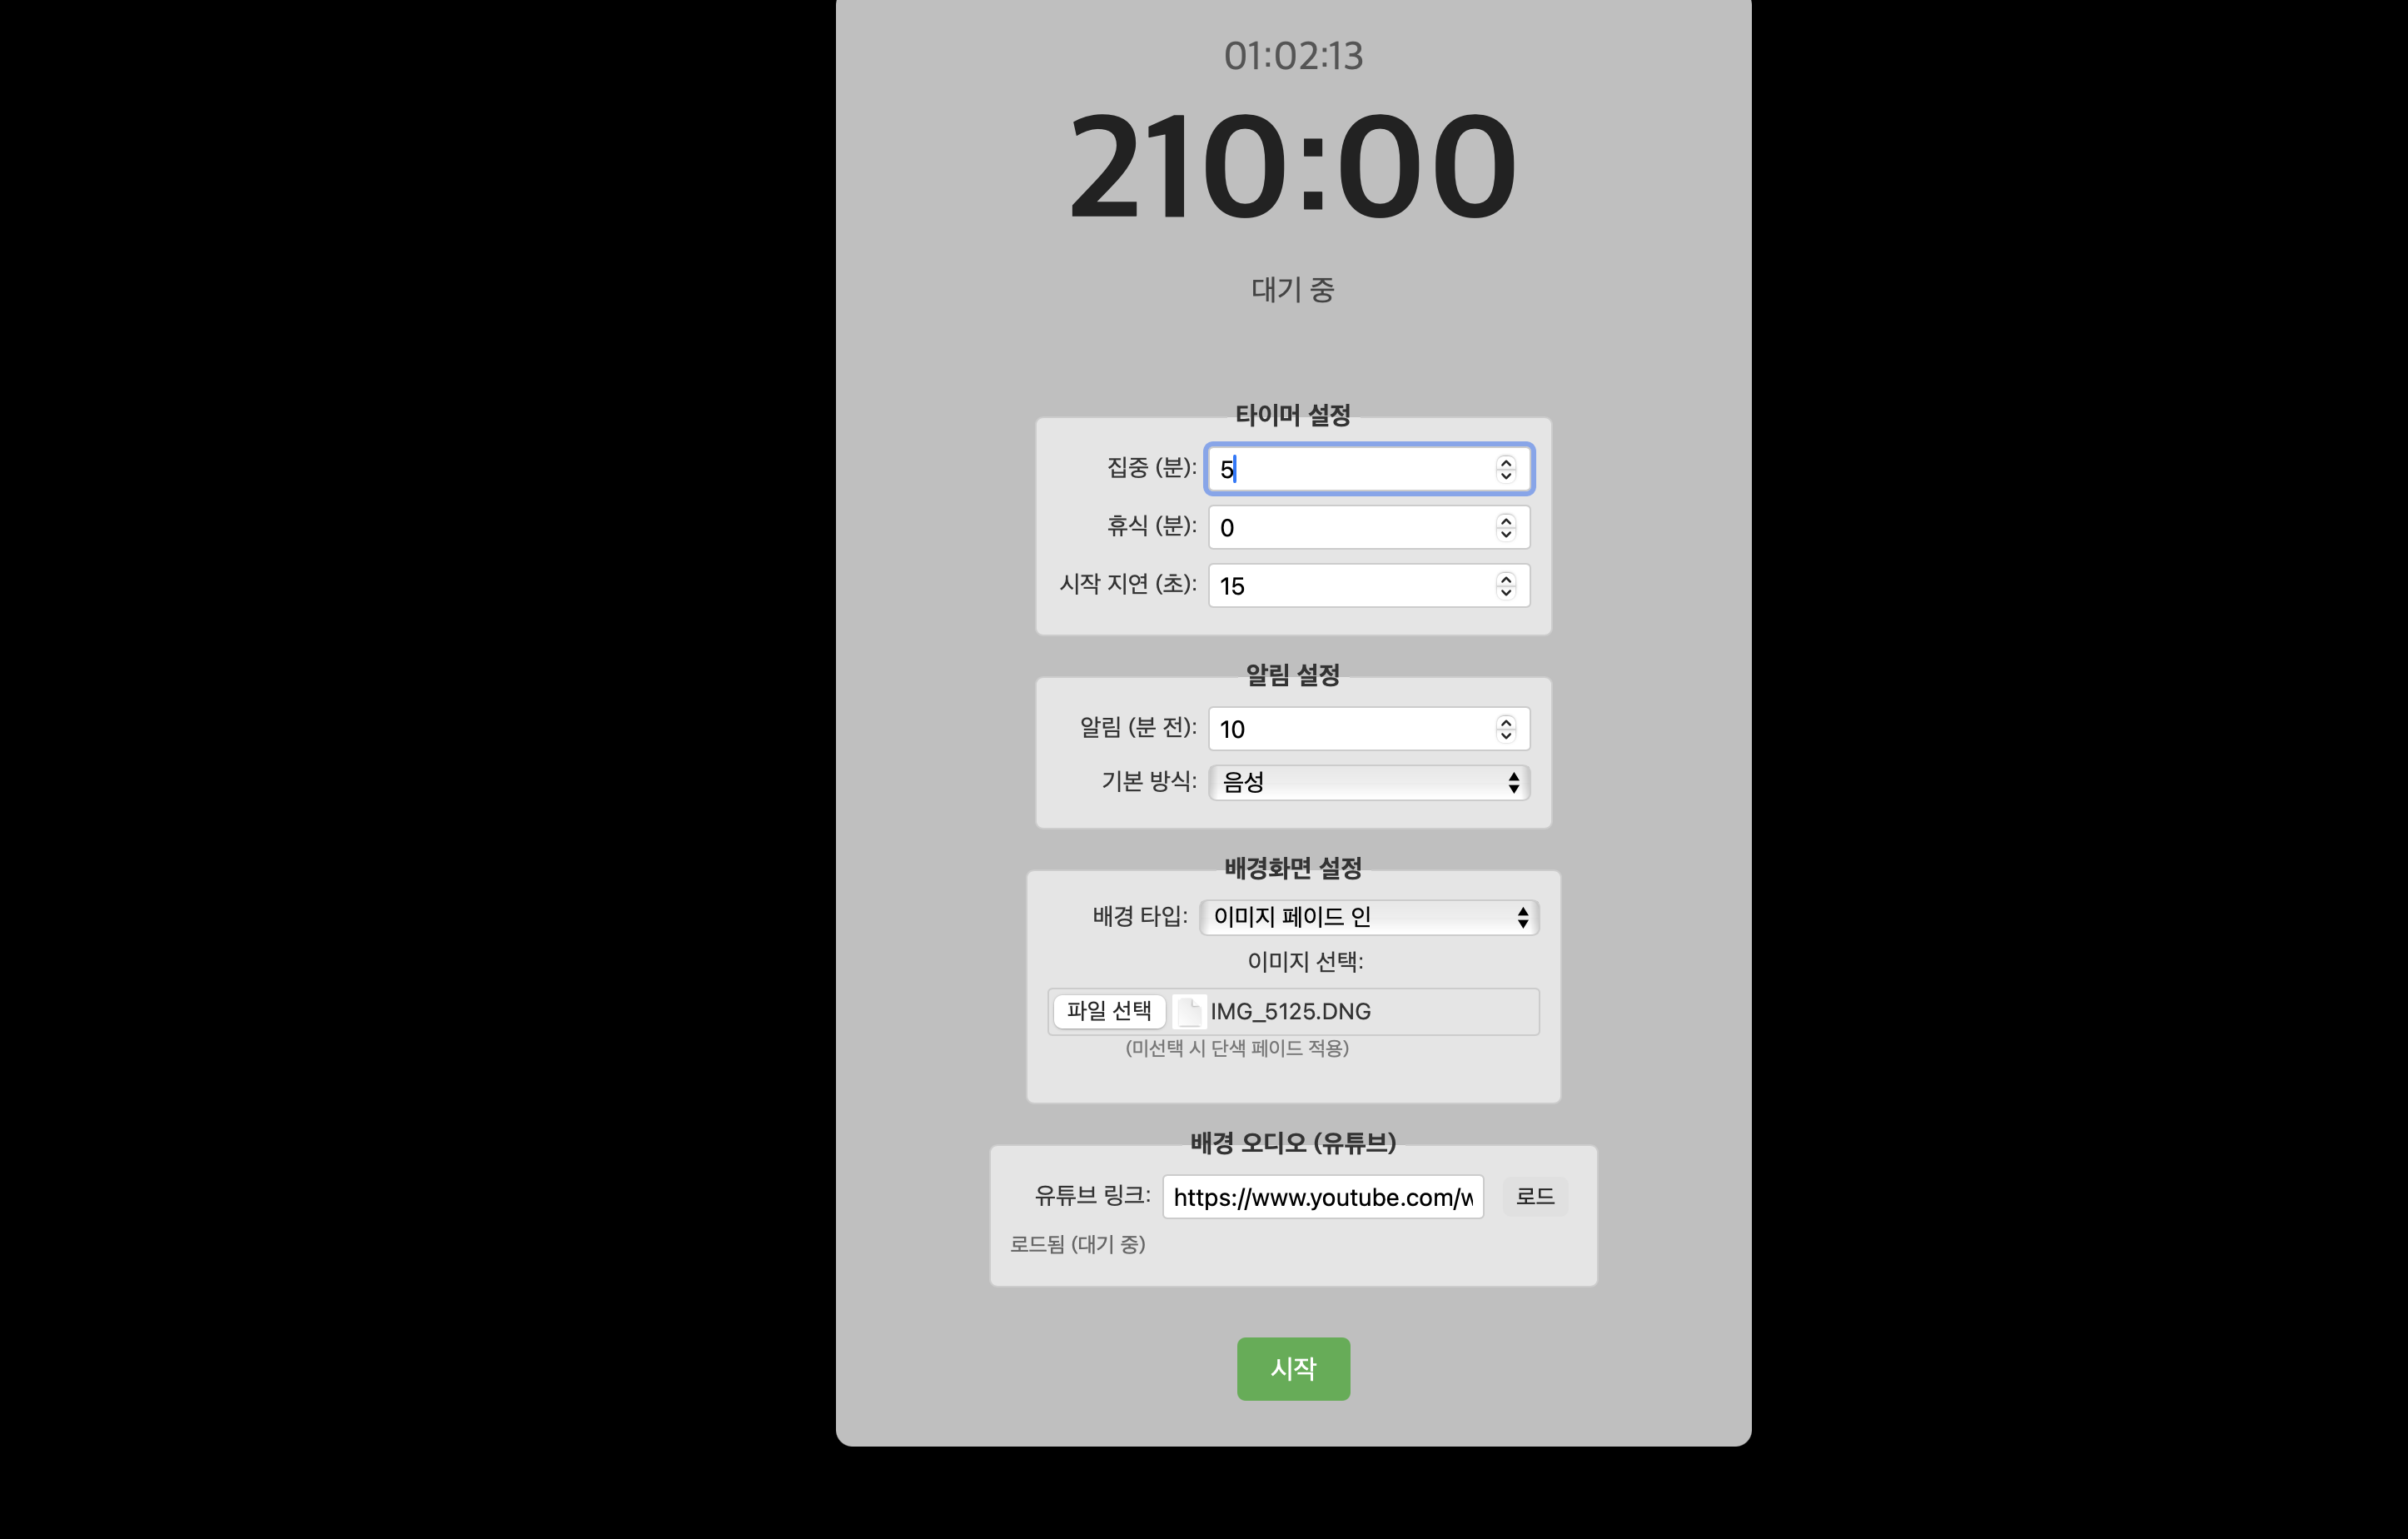 01:02:13
210:00
대기 중
타이머 설정
집중 (분): 5
휴식 (분): 0
시작 지연 (초): 15
알림 설정
알림 (분 전): 10
기본 방식: 음성
배경화면 설정
배경 타입: 이미지 페이드 인
이미지 선택:
파일 선택 IMG_5125.DNG
(미선택 시 단색 페이드 적용)
배경 오디오 (유튜브)
유튜브 링크: https://www.youtube.com/w 로드
로드됨 (대기 중)
시작